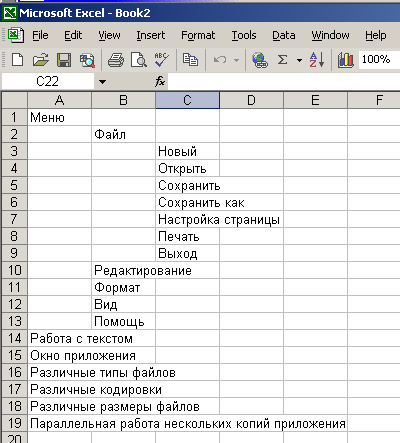 Microsoft Excel - Book2
File Edit View Insert Format Tools Data Window Help
100%
C22 fx
A B C D E F
1 Меню
2 Файл
3 Новый
4 Открыть
5 Сохранить
6 Сохранить как
7 Настройка страницы
8 Печать
9 Выход
10 Редактирование
11 Формат
12 Вид
13 Помощь
14 Работа с текстом
15 Окно приложения
16 Различные типы файлов
17 Различные кодировки
18 Различные размеры файлов
19 Параллельная работа нескольких копий приложения
20